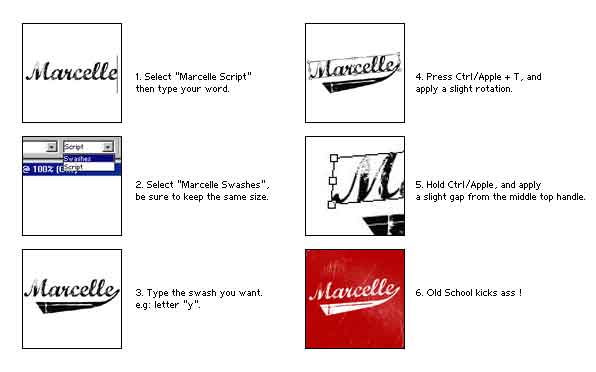 Marcelle
1. Select "Marcelle Script"
then type your word.
Script
Swashes
Script
@ 100%
2. Select "Marcelle Swashes",
be sure to keep the same size.
Marcelle
3. Type the swash you want.
e.g: letter "y".
Marcelle
4. Press Ctrl/Apple + T, and
apply a slight rotation.
Ma
5. Hold Ctrl/Apple, and apply
a slight gap from the middle top handle.
Marcelle
6. Old School kicks ass !